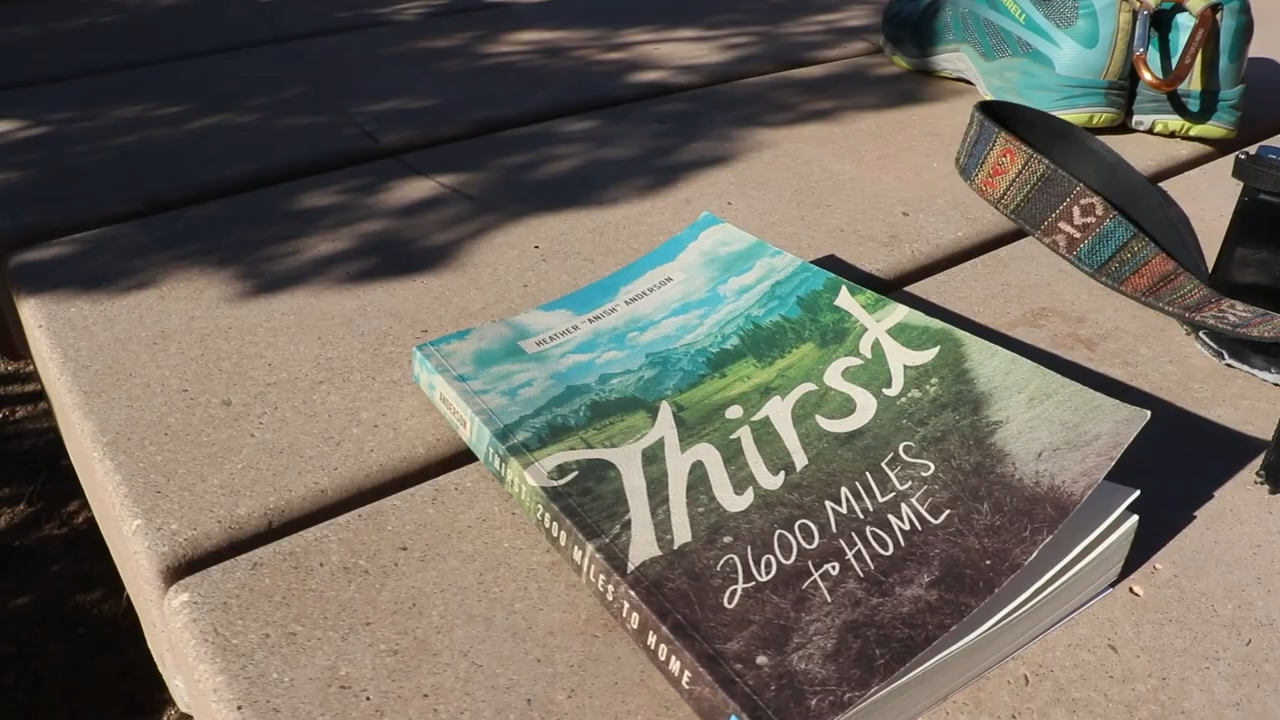 HEATHER "ANISH" ANDERSON
Thirst
2600 MILES
to HOME
ANDERSON
THIRST: 2600 MILES TO HOME